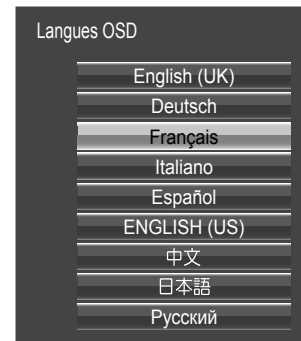 Langues OSD
English (UK)
Deutsch
Français
Italiano
Español
ENGLISH (US)
中文
日本語
Русский